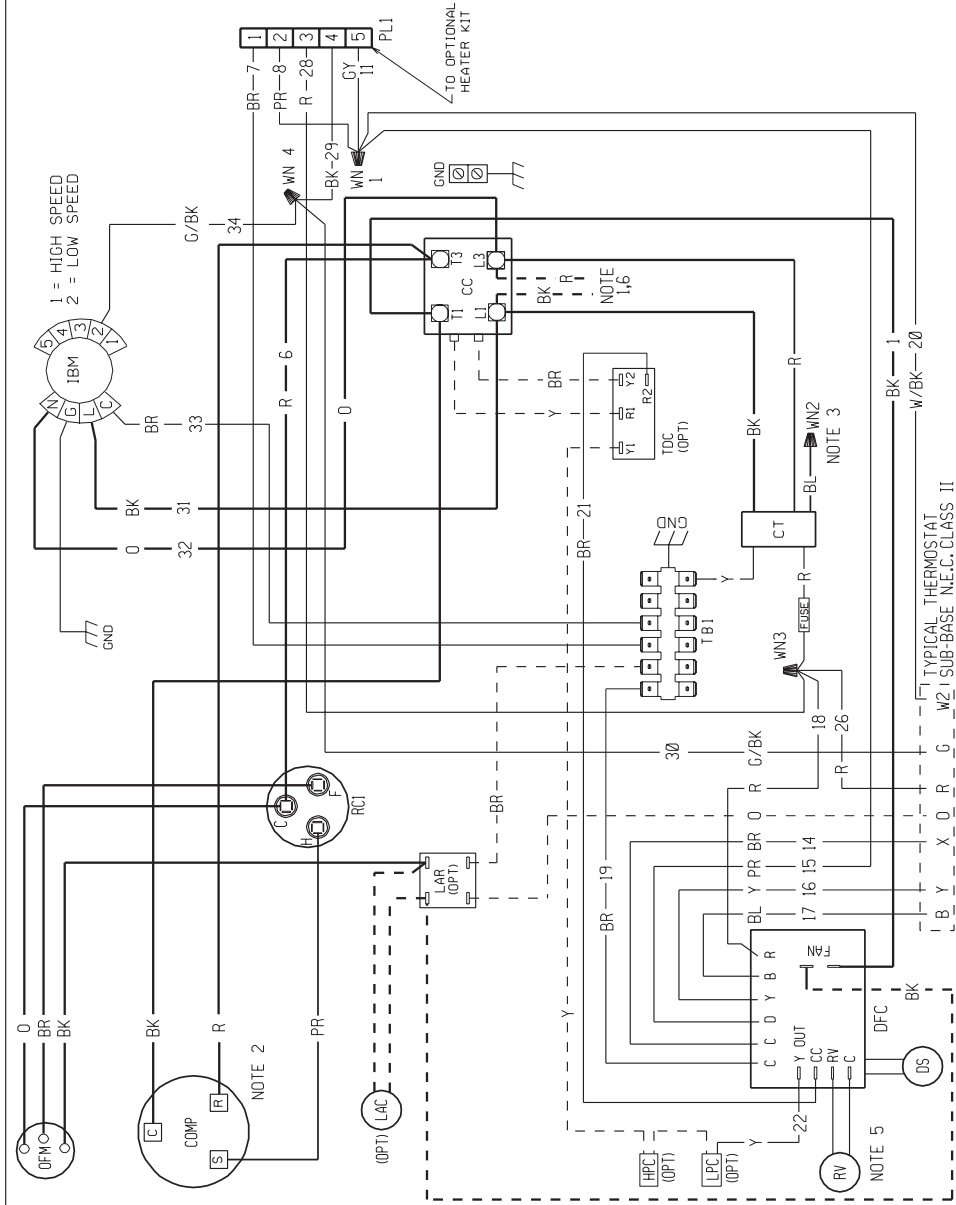 1
2
3
4
5
PL1
TO OPTIONAL
HEATER KIT
BR-7
PR-8
R-28
BK-29
GY
11
WN 4
WN
1
GND
1 = HIGH SPEED
2 = LOW SPEED
G/BK
34
IBM
5
4
3
2
1
N
G
L
C
BR
33
R
6
O
BK
31
O
32
GND
T3
L3
CC
T1
L1
BK
R
NOTE
1,6
BR
Y
Y2
R2
R1
Y1
TDC
(OPT)
BR
21
BK
R
BL
WN2
NOTE 3
BK
1
W/BK
20
CT
GND
TB1
Y
R
FUSE
WN3
18
26
R
TYPICAL THERMOSTAT
SUB-BASE N.E.C. CLASS II
W2
G
R
O
X
Y
B
30
G/BK
R
O
BR
14
PR
15
Y
16
BL
17
BR
BR
19
Y
C
F
H
RC1
LAR
(OPT)
O
BR
BK
OFM
BK
R
PR
C
R
S
COMP
NOTE 2
LAC
(OPT)
HPC
(OPT)
LPC
(OPT)
Y
22
R
B
Y
D
C
C
FAN
Y OUT
CC
RV
C
DFC
BK
DS
RV
NOTE 5